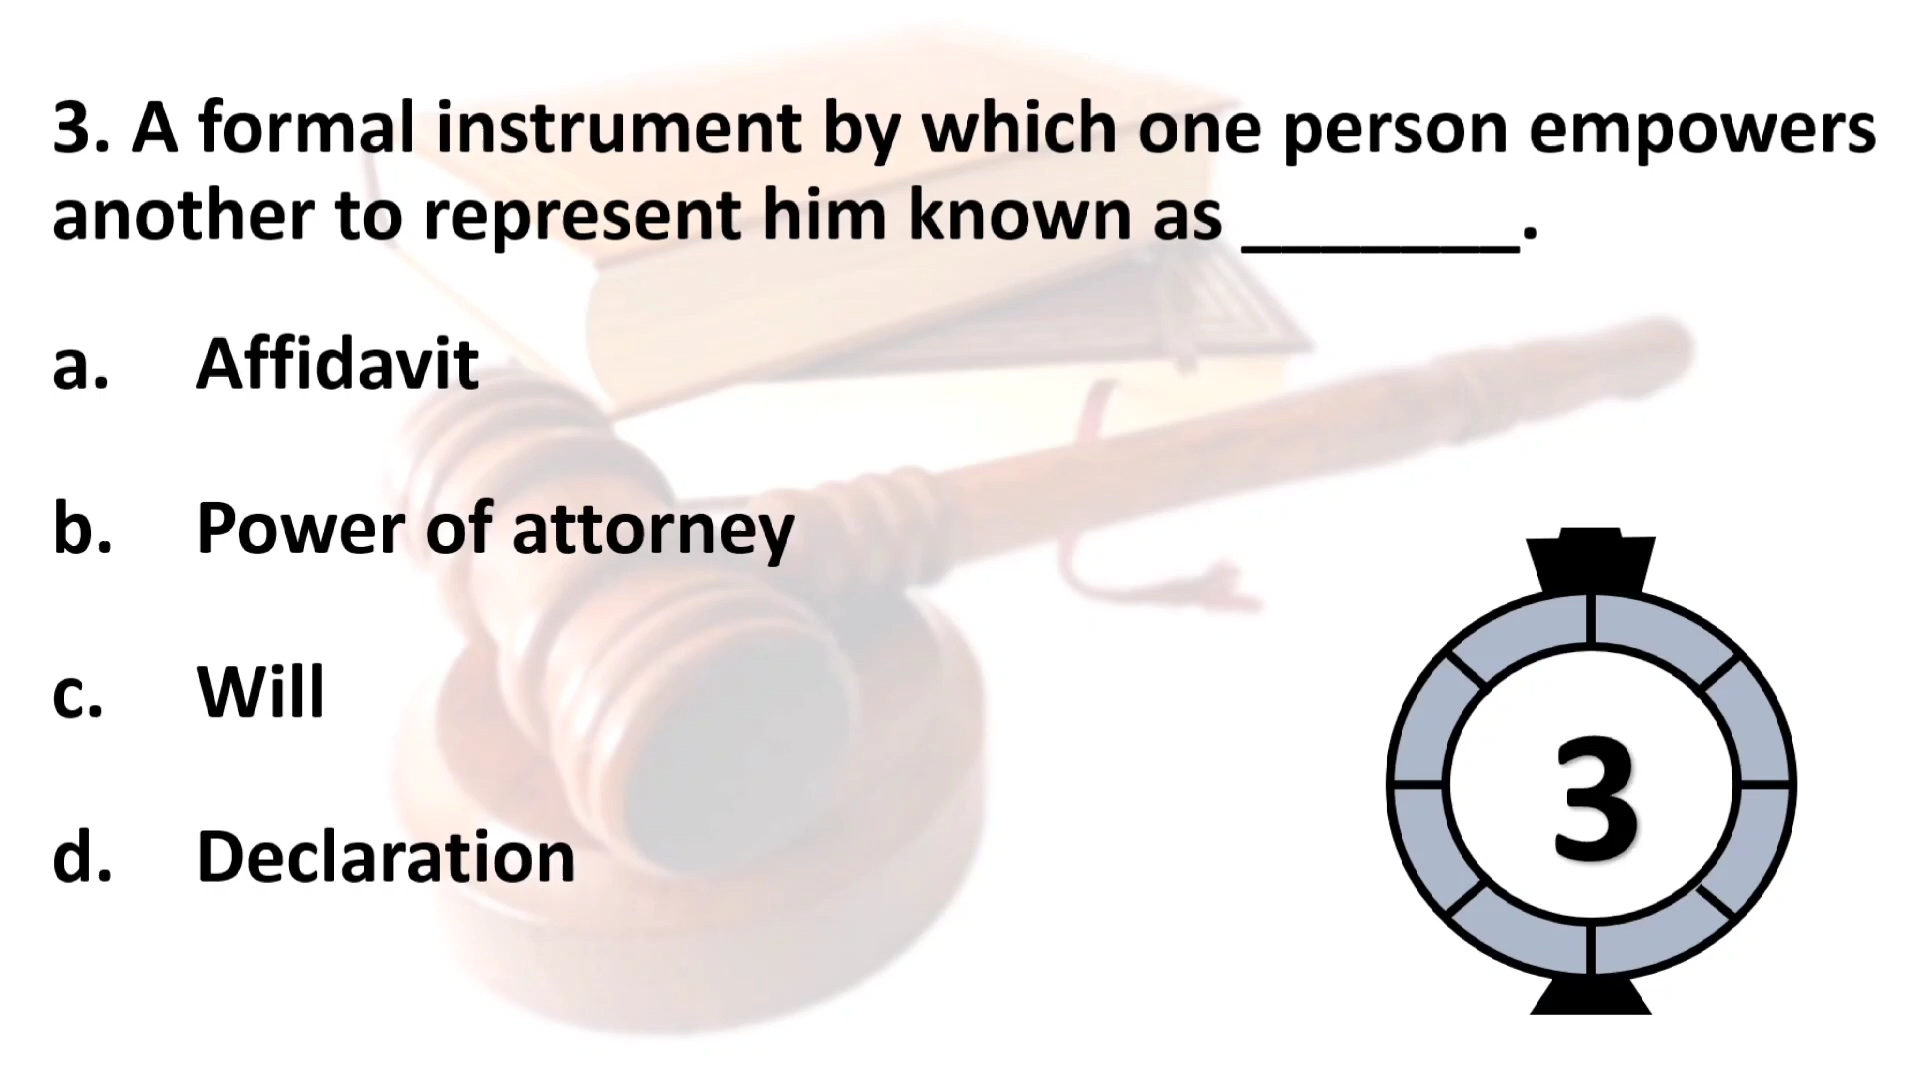 3. A formal instrument by which one person empowers
another to represent him known as _______.
a. Affidavit
b. Power of attorney
c. Will
d. Declaration
3